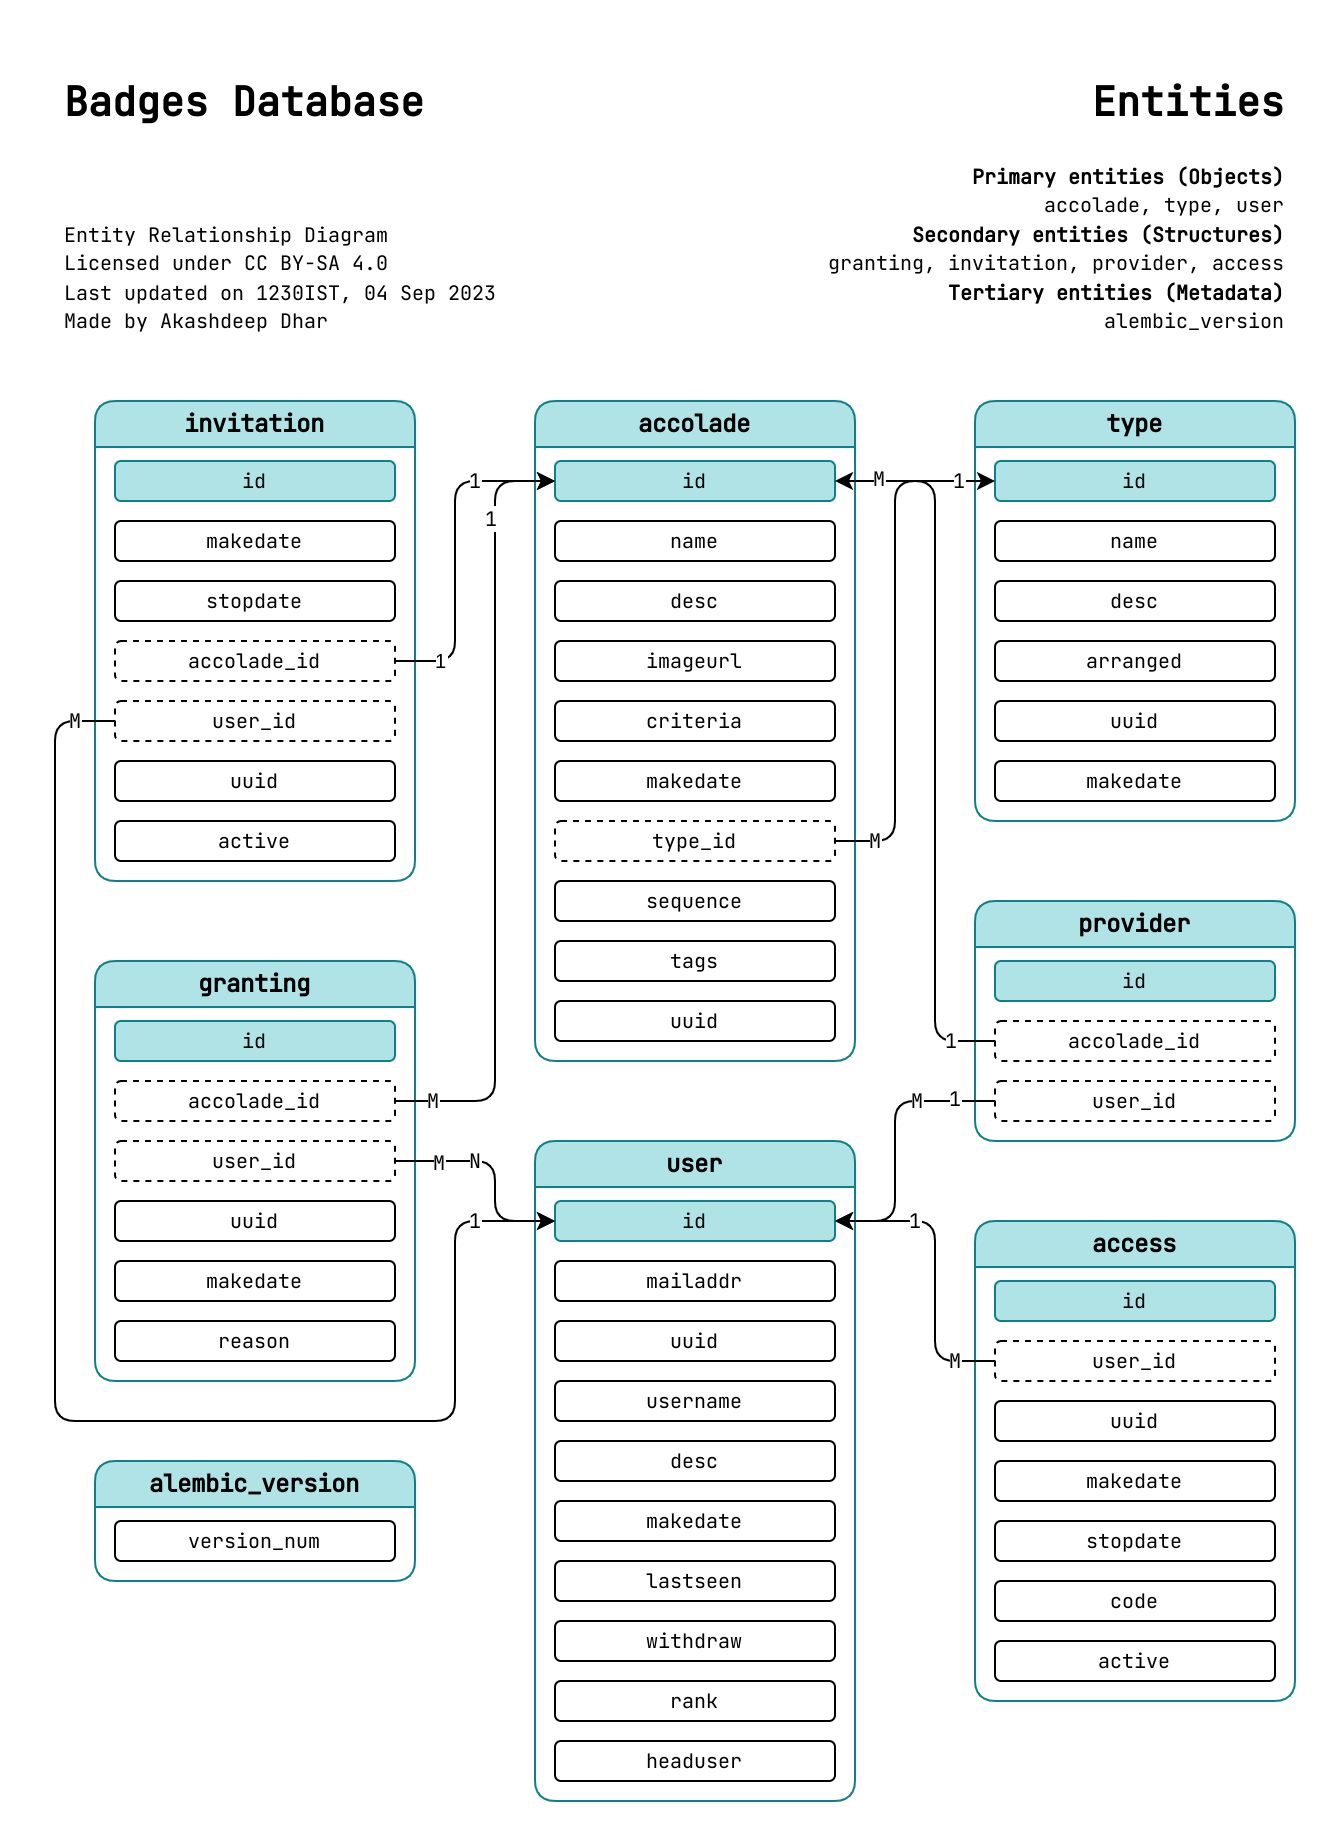 Badges Database
Entity Relationship Diagram
Licensed under CC BY-SA 4.0
Last updated on 1230IST, 04 Sep 2023
Made by Akashdeep Dhar
Entities
Primary entities (Objects)
accolade, type, user
Secondary entities (Structures)
granting, invitation, provider, access
Tertiary entities (Metadata)
alembic_version
invitation
id
makedate
stopdate
accolade_id
user_id
uuid
active
1
1
1
M
accolade
id
name
desc
imageurl
criteria
makedate
type_id
sequence
tags
uuid
M
1
M
type
id
name
desc
arranged
uuid
makedate
granting
id
accolade_id
user_id
uuid
makedate
reason
M
M
N
1
provider
id
accolade_id
user_id
1
M
1
user
id
mailaddr
uuid
username
desc
makedate
lastseen
withdraw
rank
headuser
1
M
access
id
user_id
uuid
makedate
stopdate
code
active
alembic_version
version_num